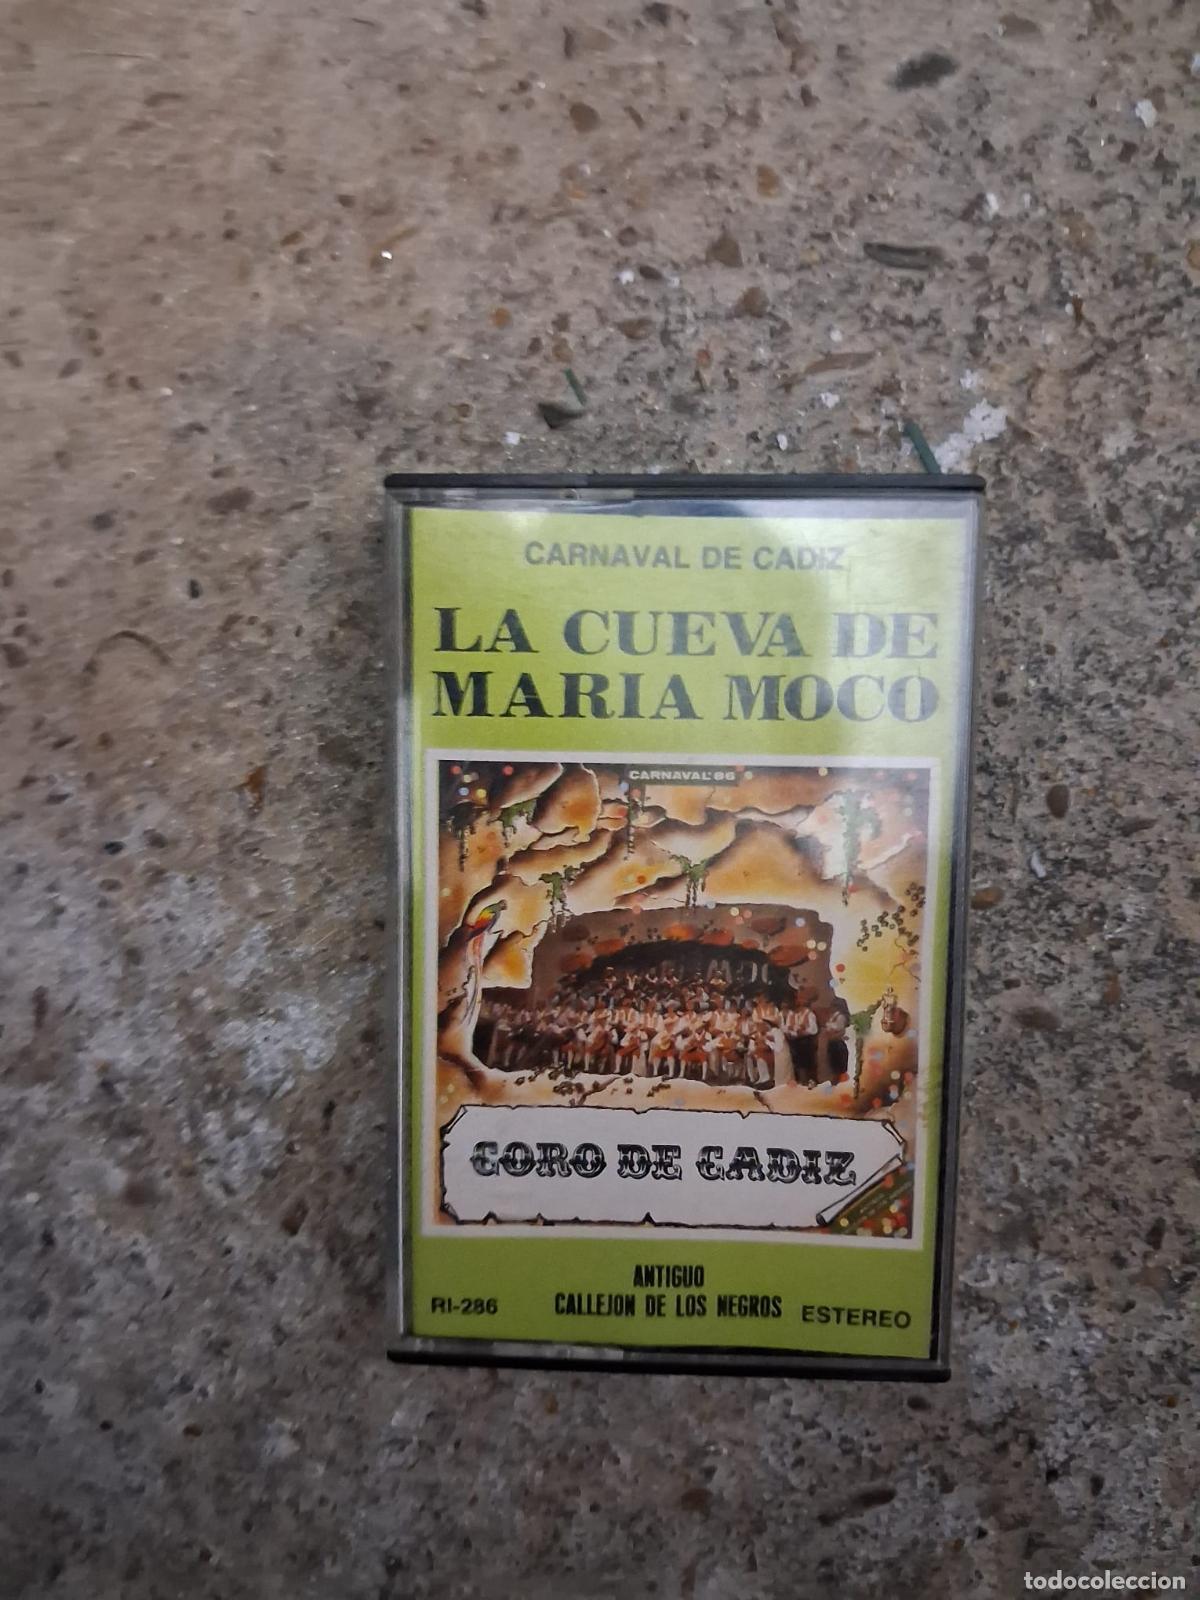 CARNAVAL DE CADIZ
LA CUEVA DE
MARIA MOCO
CARNAVAL'86
CORO DE CADIZ
ANTIGUO
CALLEJON DE LOS NEGROS
RI-286
ESTEREO
todocoleccion